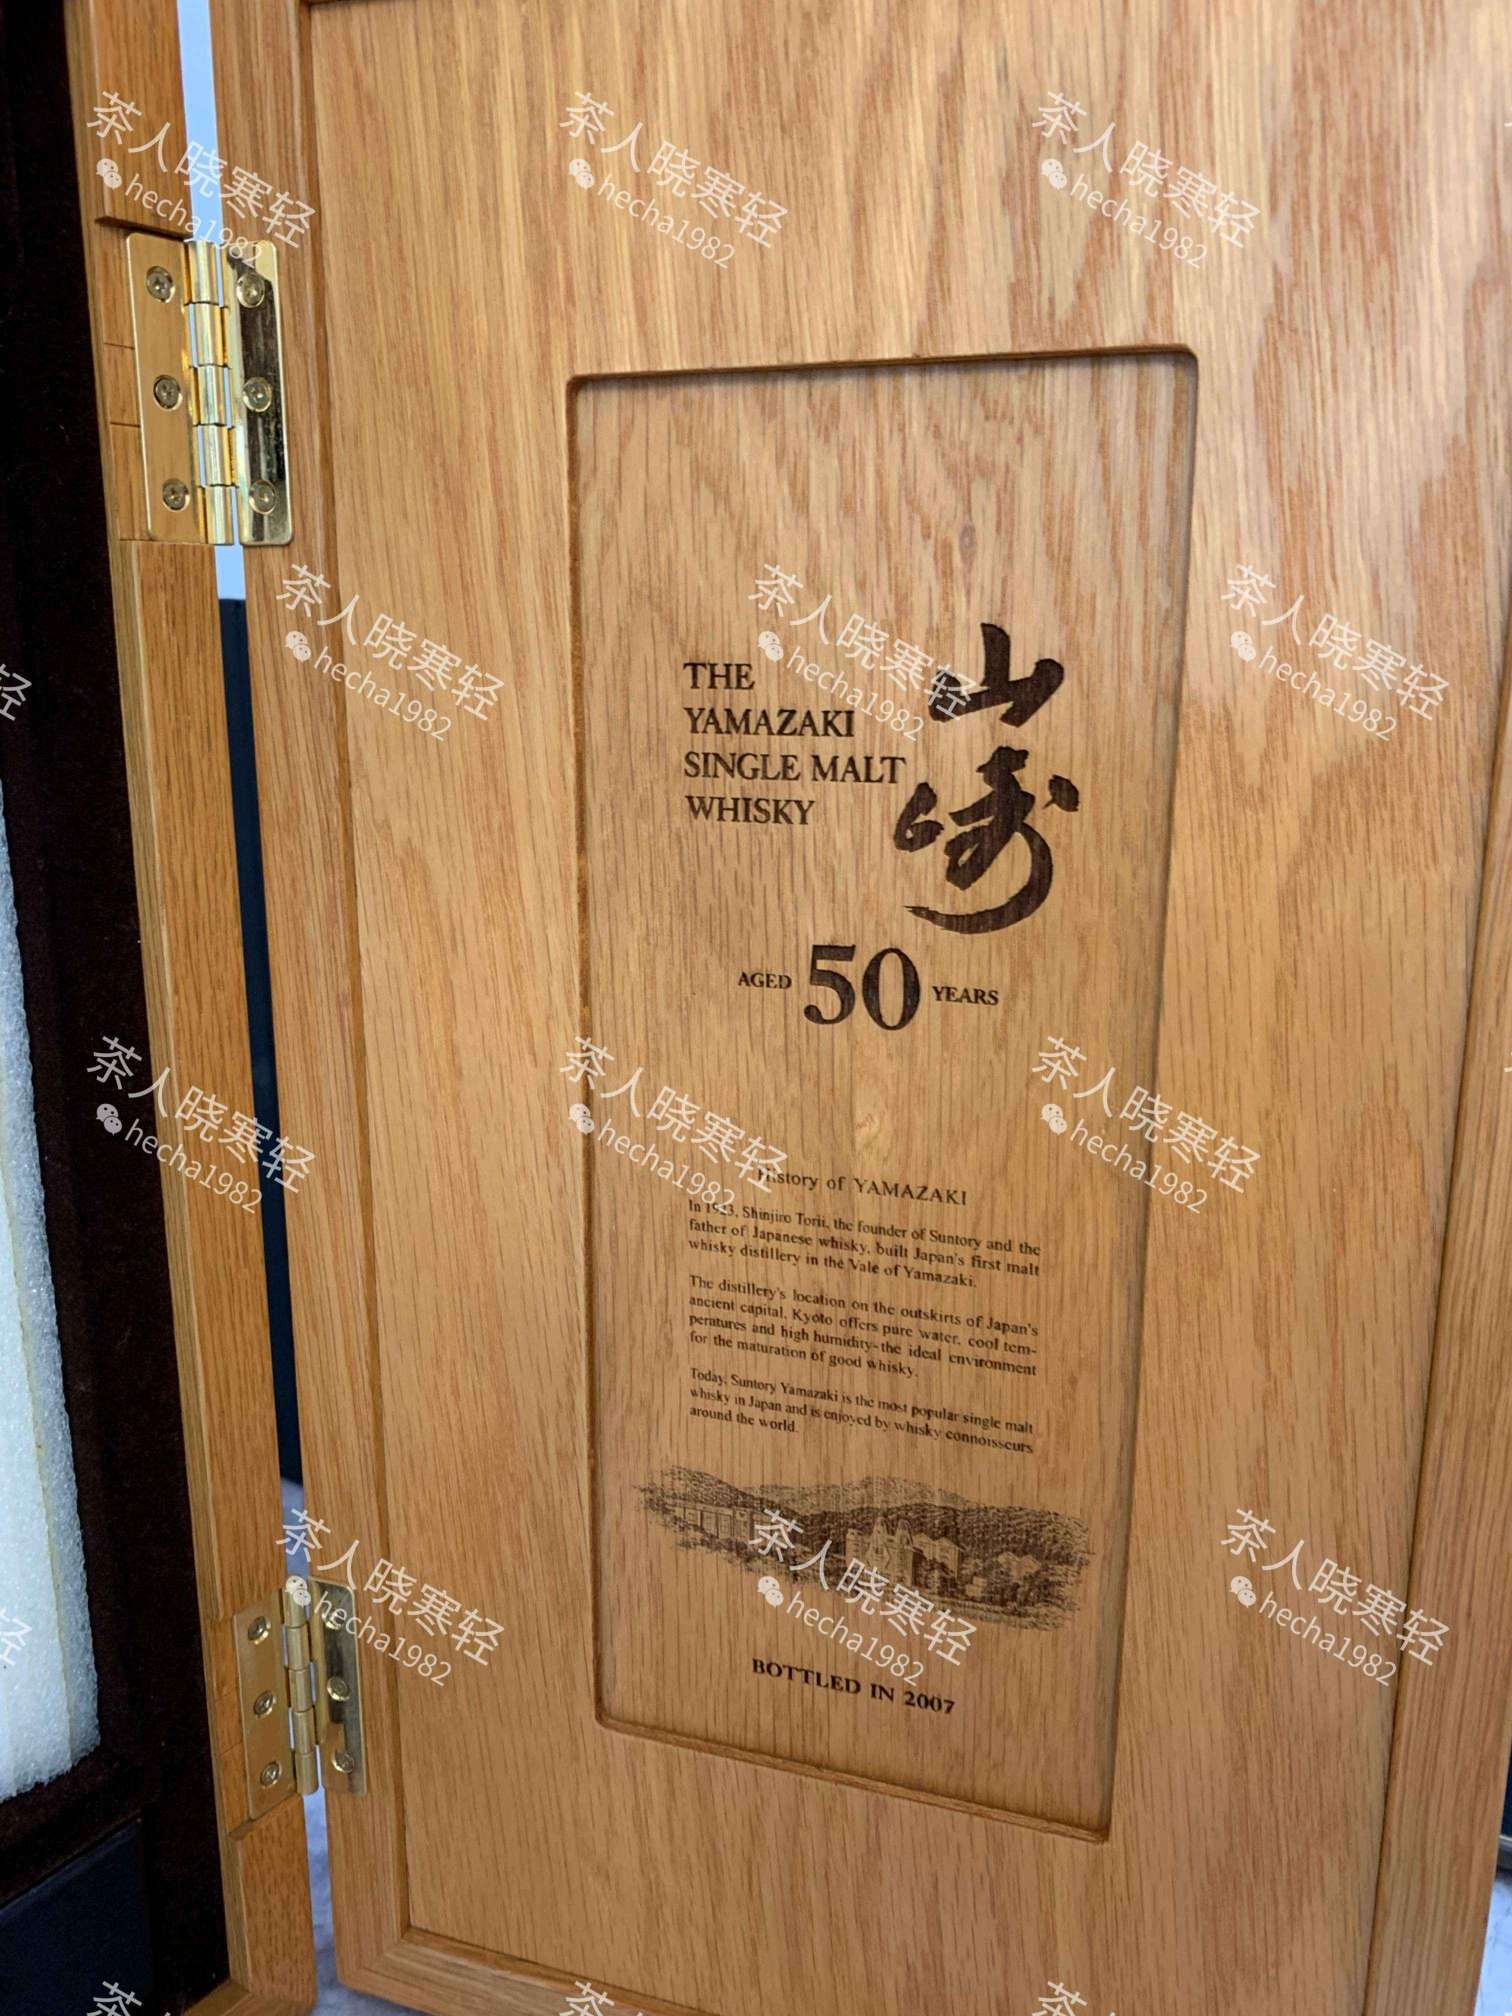 THE
YAMAZAKI
SINGLE MALT
WHISKY
山崎
AGED 50 YEARS
History of YAMAZAKI
In 1923, Shinjiro Torii, the founder of Suntory and the
father of Japanese whisky, built Japan's first malt
whisky distillery in the Vale of Yamazaki.
The distillery's location on the outskirts of Japan's
ancient capital, Kyoto offers pure water, cool tem-
peratures and high humidity-the ideal environment
for the maturation of good whisky.
Today, Suntory Yamazaki is the most popular single malt
whisky in Japan and is enjoyed by whisky connoisseurs
around the world.
BOTTLED IN 2007
茶人晓寒轻
hecha1982